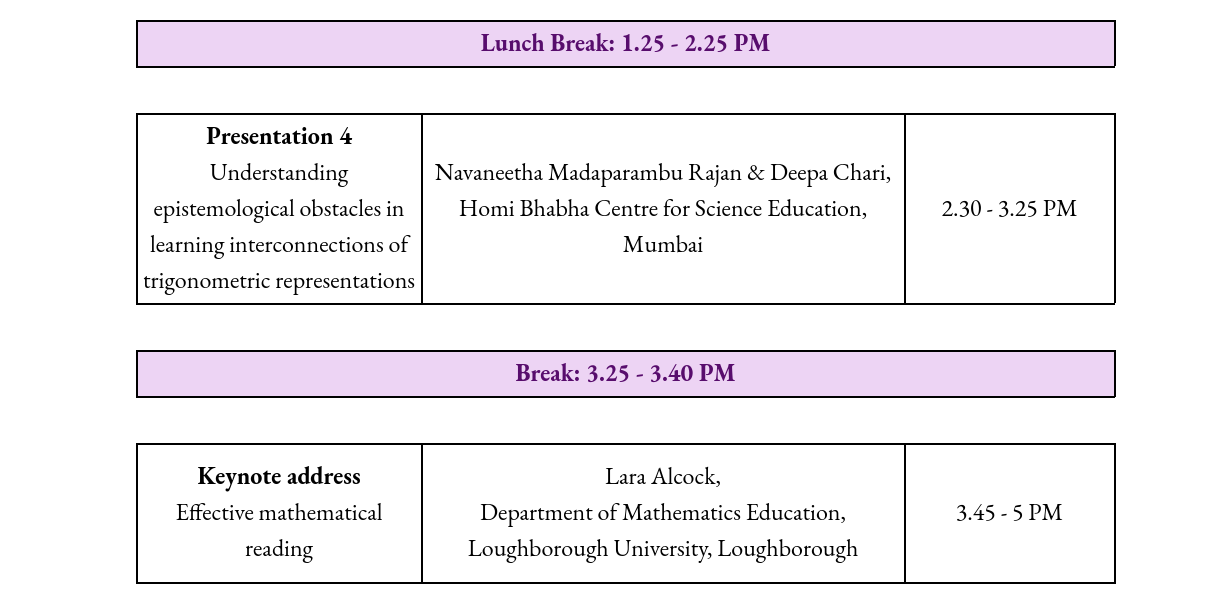 Lunch Break: 1.25 - 2.25 PM
Presentation 4
Understanding
epistemological obstacles in
learning interconnections of
trigonometric representations
Navaneetha Madaparambu Rajan & Deepa Chari,
Homi Bhabha Centre for Science Education,
Mumbai
2.30 - 3.25 PM
Break: 3.25 - 3.40 PM
Keynote address
Effective mathematical
reading
Lara Alcock,
Department of Mathematics Education,
Loughborough University, Loughborough
3.45 - 5 PM